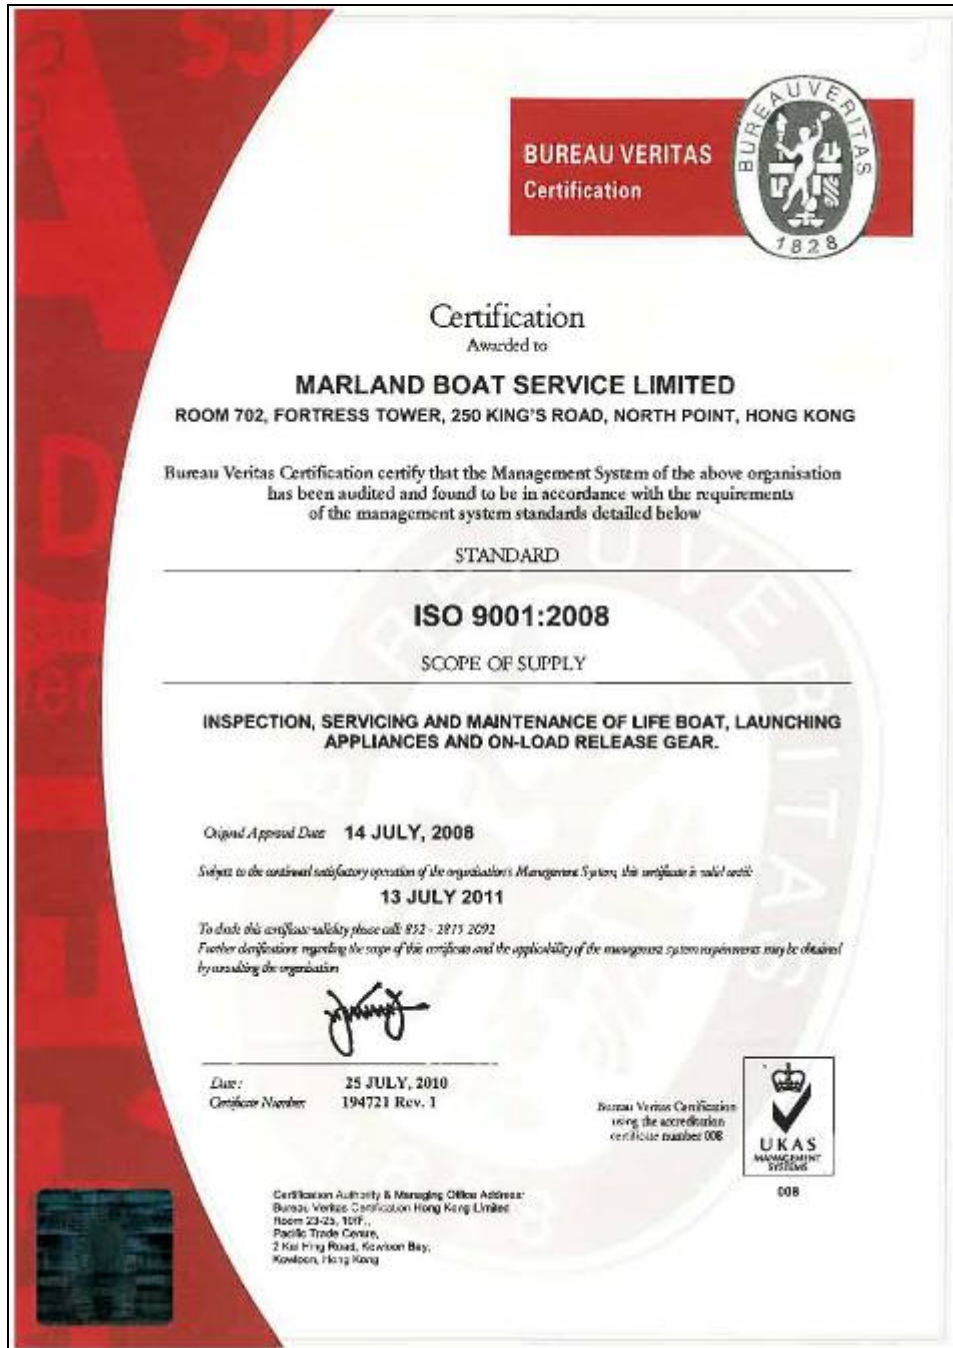 BUREAU VERITAS
Certification
BUREAU VERITAS
1828
Certification
Awarded to
MARLAND BOAT SERVICE LIMITED
ROOM 702, FORTRESS TOWER, 250 KING'S ROAD, NORTH POINT, HONG KONG
Bureau Veritas Certification certify that the Management System of the above organisation
has been audited and found to be in accordance with the requirements
of the management system standards detailed below
STANDARD
ISO 9001:2008
SCOPE OF SUPPLY
INSPECTION, SERVICING AND MAINTENANCE OF LIFE BOAT, LAUNCHING
APPLIANCES AND ON-LOAD RELEASE GEAR.
Original Approval Date: 14 JULY, 2008
Subject to the continued satisfactory operation of the organisation's Management System, this certificate is valid until:
13 JULY 2011
To check this certificate validity please call: 852 - 2815 2092
Further clarifications regarding the scope of this certificate and the applicability of the management system requirements may be obtained
by consulting the organisation
Date: 25 JULY, 2010
Certificate Number: 194721 Rev. 1
Bureau Veritas Certification
using the accreditation
certificate number 008
UKAS
MANAGEMENT
SYSTEMS
008
Certification Authority & Managing Office Address:
Bureau Veritas Certification Hong Kong Limited
Room 23-25, 10/F.,
Pacific Trade Centre,
2 Kai Hing Road, Kowloon Bay,
Kowloon, Hong Kong